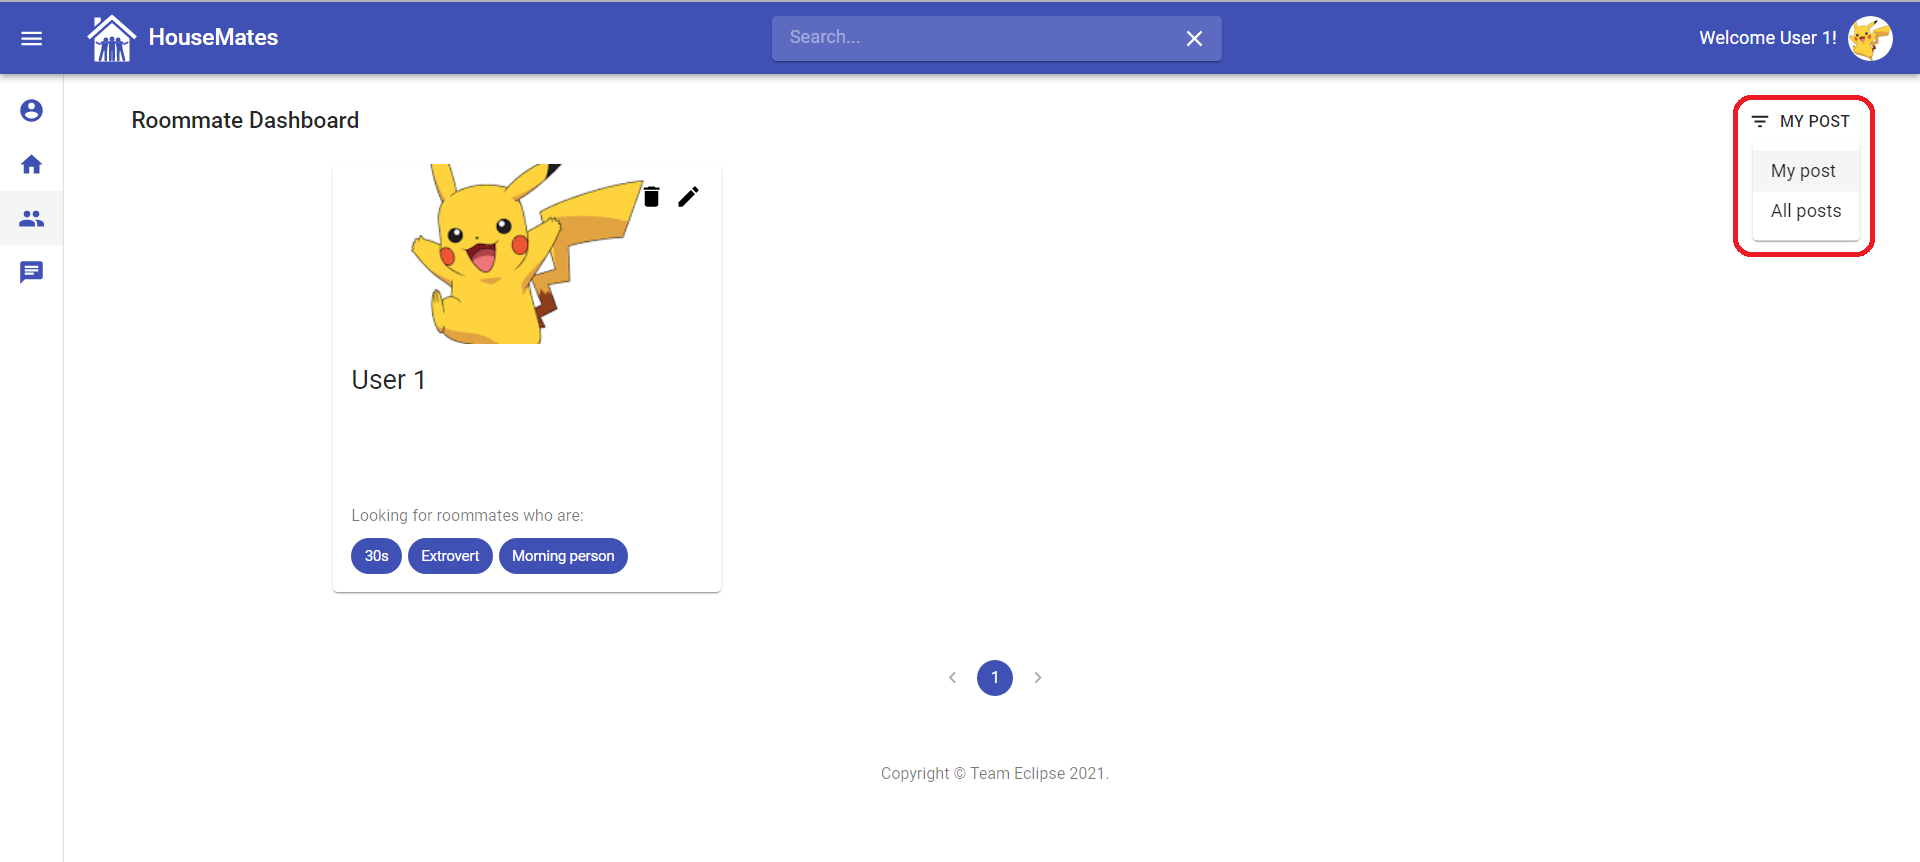 HouseMates
Search...
Welcome User 1!
Roommate Dashboard
MY POST
My post
All posts
User 1
Looking for roommates who are:
30s Extrovert Morning person
1
Copyright © Team Eclipse 2021.